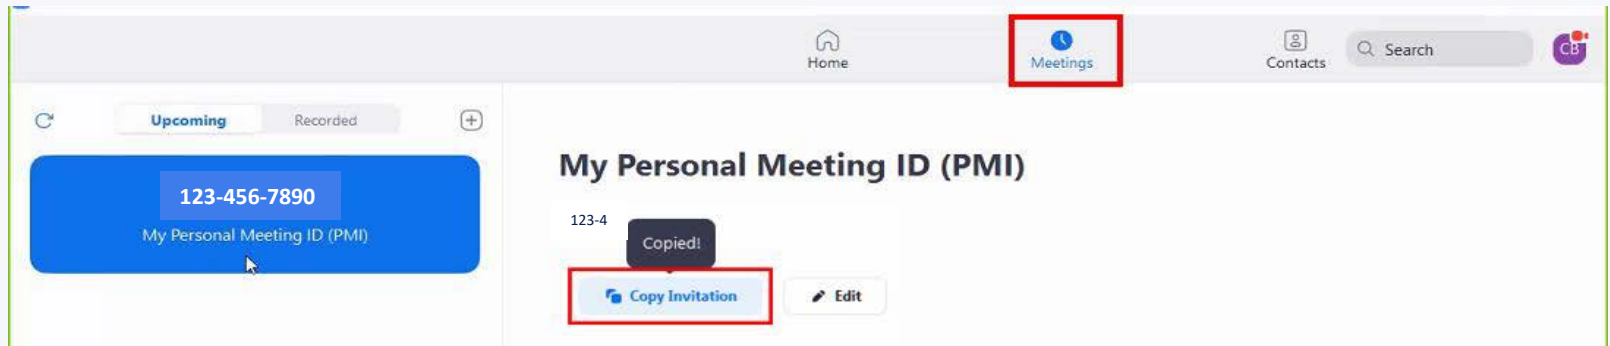 Home
Meetings
Contacts
Search
CB
Upcoming
Recorded
123-456-7890
My Personal Meeting ID (PMI)
My Personal Meeting ID (PMI)
123-4
Copied!
Copy Invitation
Edit